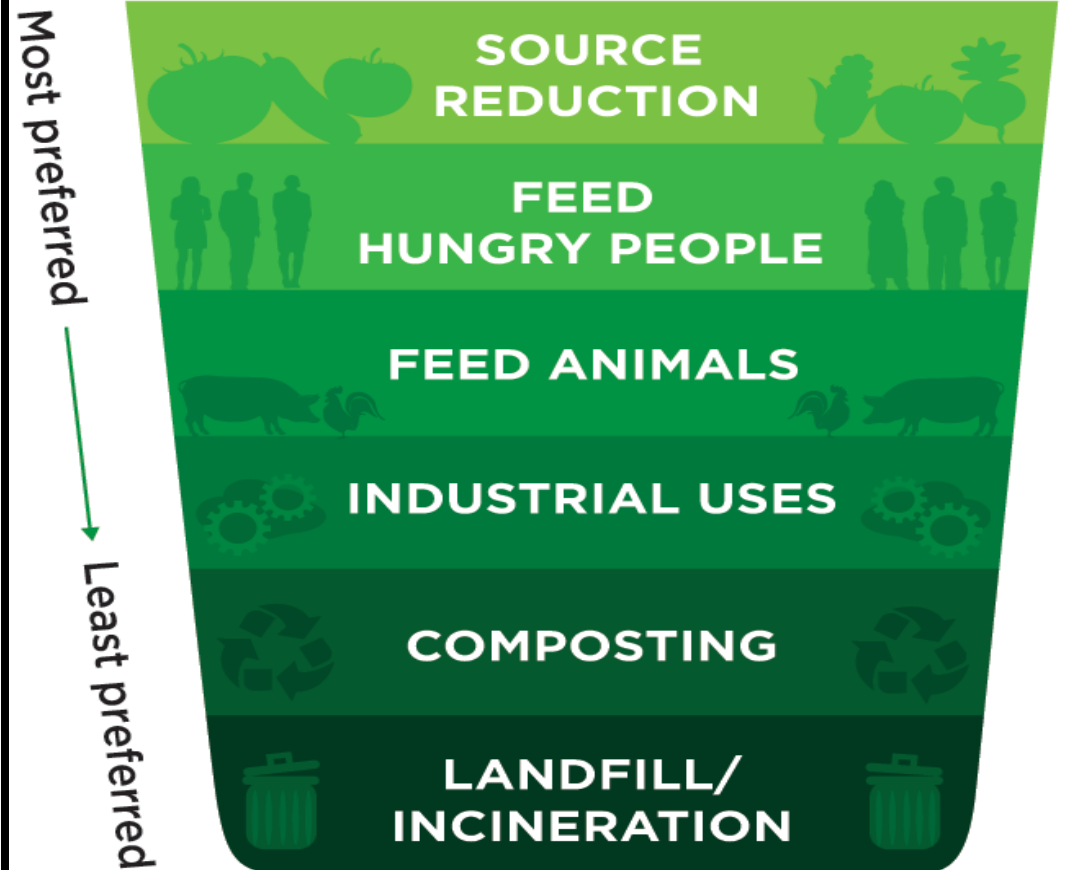 Most preferred
SOURCE
REDUCTION
FEED
HUNGRY PEOPLE
FEED ANIMALS
INDUSTRIAL USES
COMPOSTING
LANDFILL/
INCINERATION
Least preferred